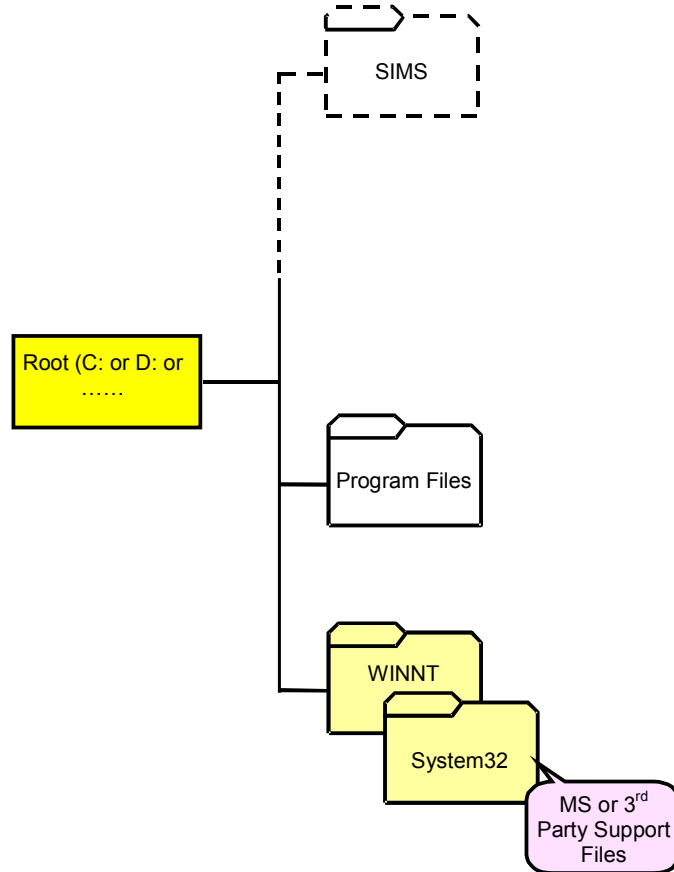 SIMS
Root (C: or D: or
……
Program Files
WINNT
System32
MS or 3rd
Party Support
Files